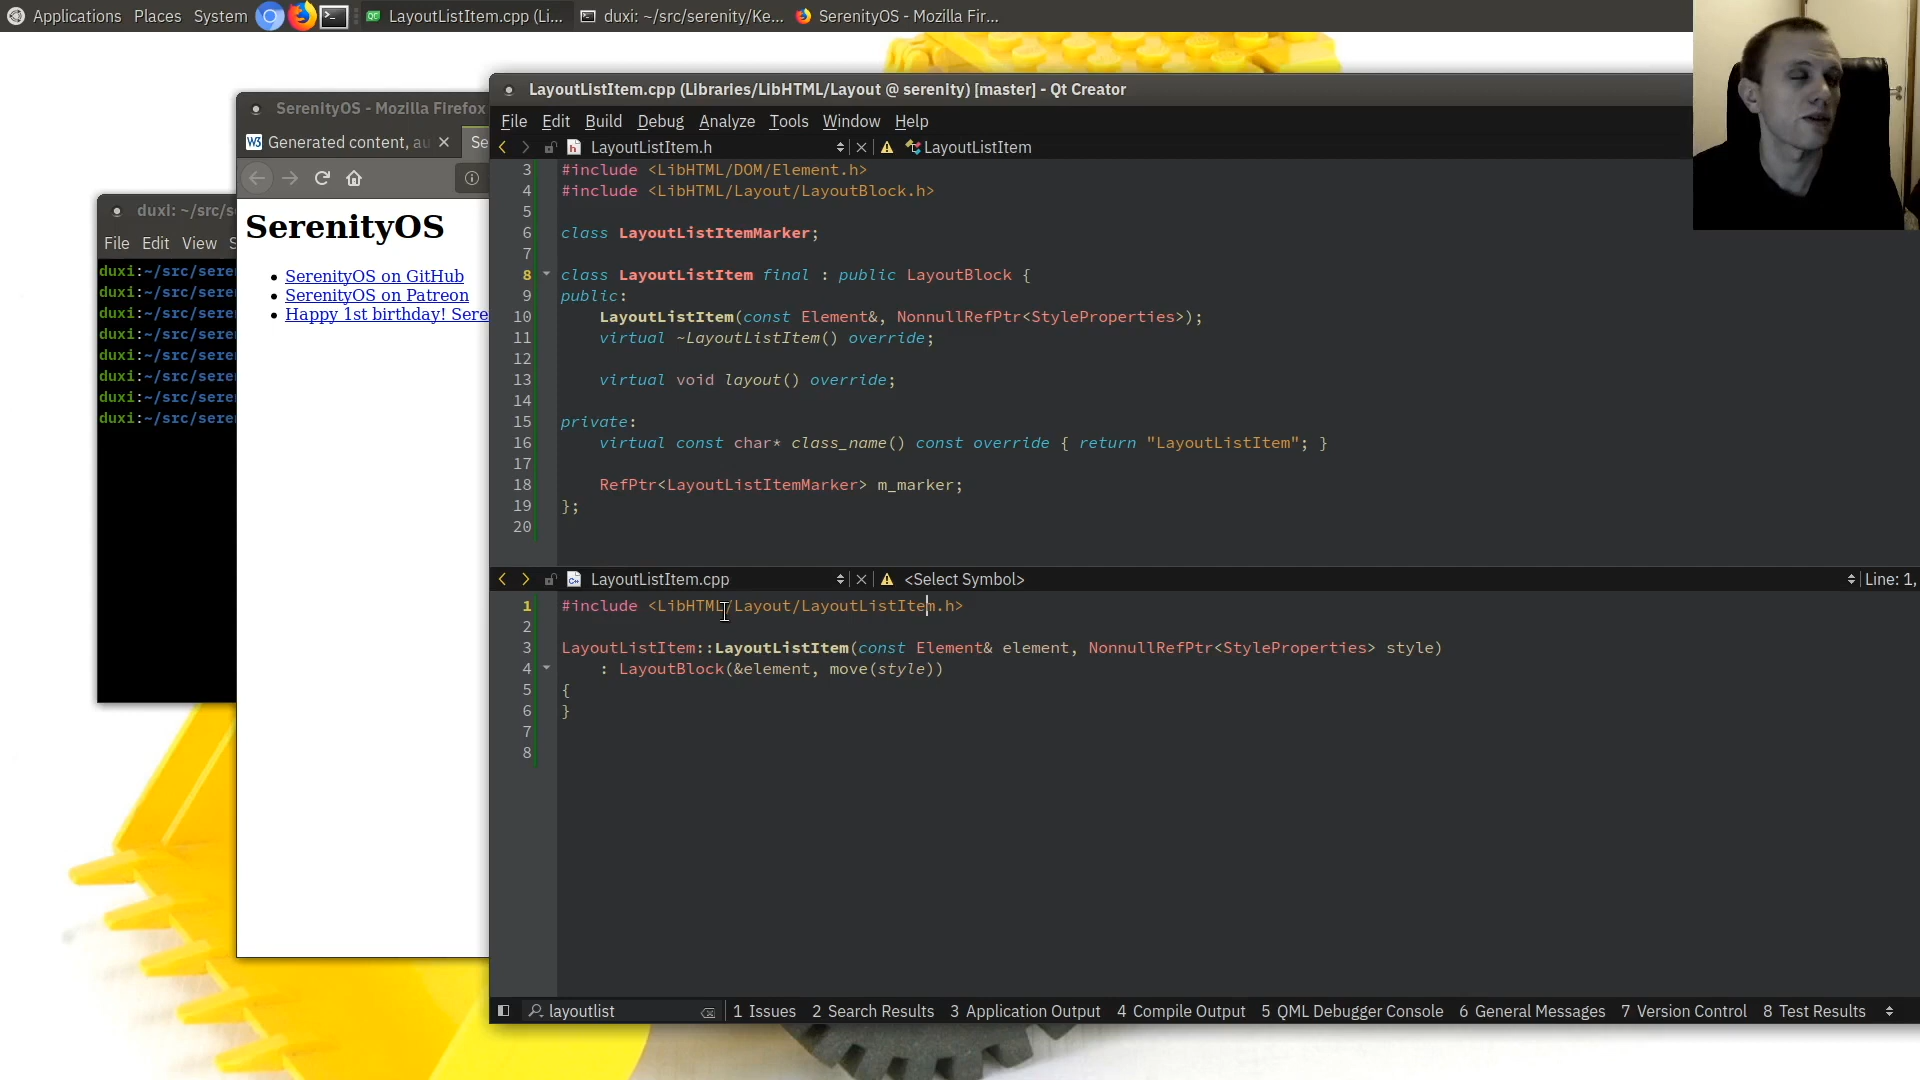 Applications Places System LayoutListItem.cpp (Li... duxi: ~/src/serenity/Ke... SerenityOS - Mozilla Fir...
LayoutListItem.cpp (Libraries/LibHTML/Layout @ serenity) [master] - Qt Creator
File Edit Build Debug Analyze Tools Window Help
LayoutListItem.h LayoutListItem
3 #include <LibHTML/DOM/Element.h>
4 #include <LibHTML/Layout/LayoutBlock.h>
5
6 class LayoutListItemMarker;
7
8 class LayoutListItem final : public LayoutBlock {
9 public:
10 LayoutListItem(const Element&, NonnullRefPtr<StyleProperties>);
11 virtual ~LayoutListItem() override;
12
13 virtual void layout() override;
14
15 private:
16 virtual const char* class_name() const override { return "LayoutListItem"; }
17
18 RefPtr<LayoutListItemMarker> m_marker;
19 };
20
LayoutListItem.cpp <Select Symbol> Line: 1,
1 #include <LibHTML/Layout/LayoutListItem.h>
2
3 LayoutListItem::LayoutListItem(const Element& element, NonnullRefPtr<StyleProperties> style)
4 : LayoutBlock(&element, move(style))
5 {
6 }
7
8
layoutlist 1 Issues 2 Search Results 3 Application Output 4 Compile Output 5 QML Debugger Console 6 General Messages 7 Version Control 8 Test Results
SerenityOS - Mozilla Firefox
W3 Generated content, au Se
SerenityOS
SerenityOS on GitHub
SerenityOS on Patreon
Happy 1st birthday! Sere
duxi: ~/src/s
File Edit View S
duxi:~/src/sere
duxi:~/src/sere
duxi:~/src/sere
duxi:~/src/sere
duxi:~/src/sere
duxi:~/src/sere
duxi:~/src/sere
duxi:~/src/sere